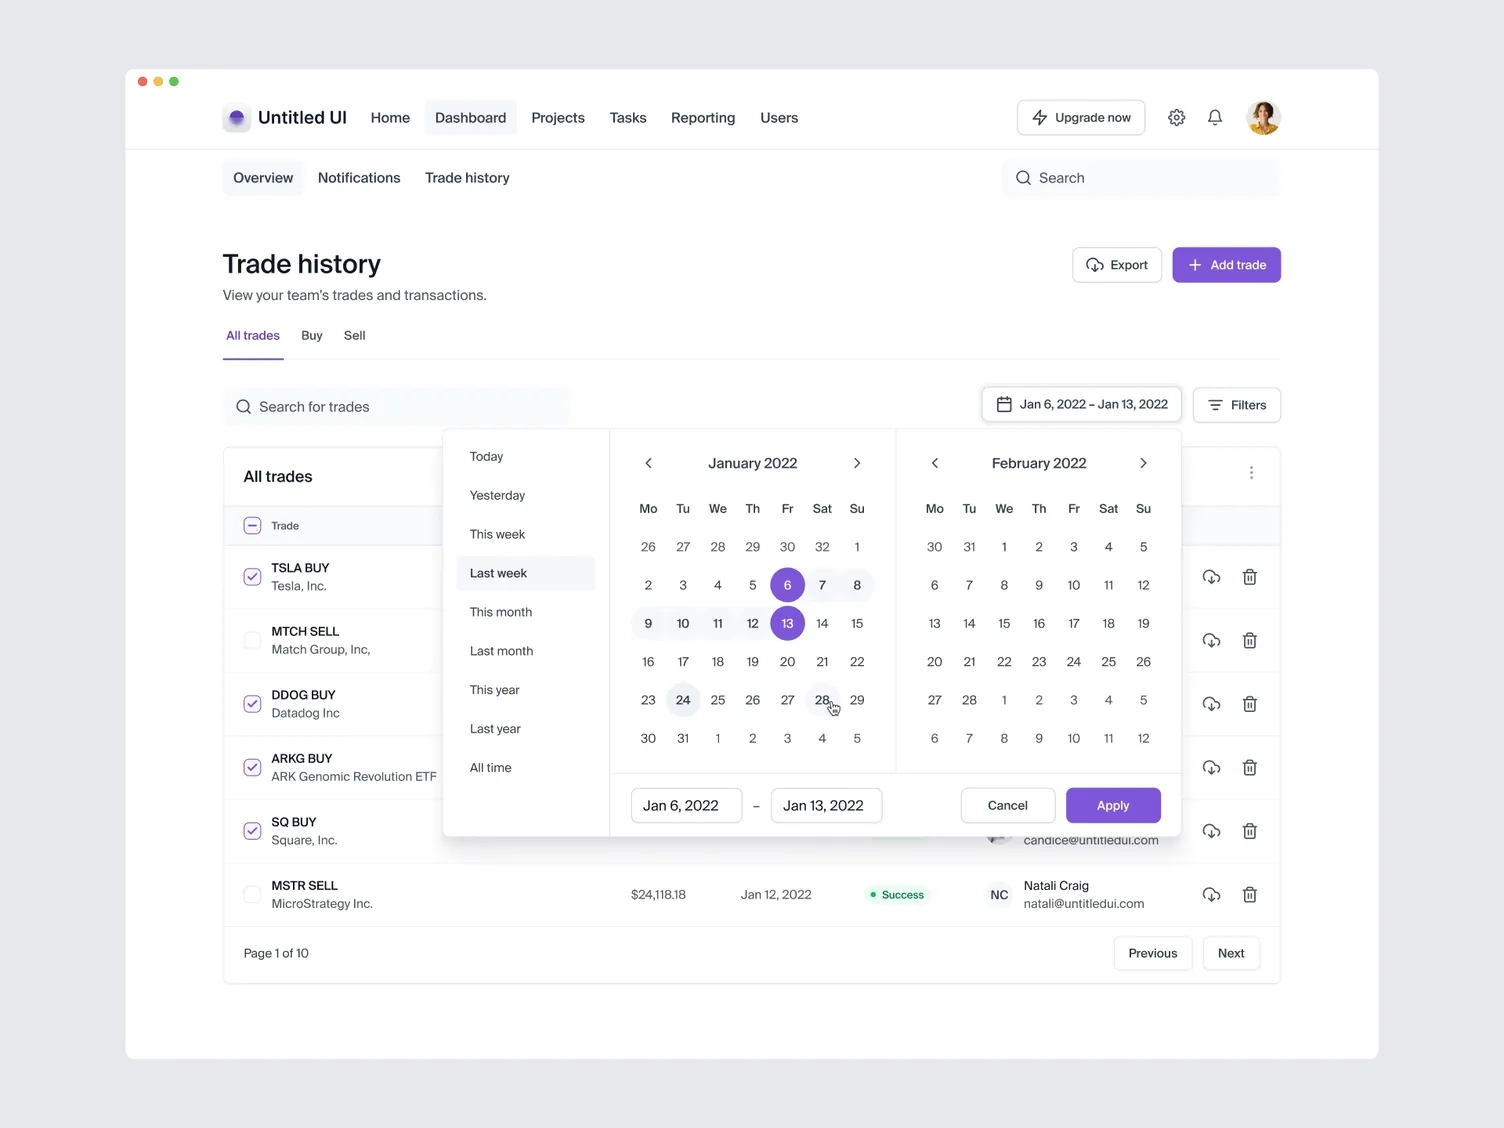 Untitled UI Home Dashboard Projects Tasks Reporting Users Upgrade now
Overview Notifications Trade history Search
Trade history
Export Add trade
View your team's trades and transactions.
All trades Buy Sell
Search for trades
Jan 6, 2022 – Jan 13, 2022 Filters
All trades
Trade
TSLA BUY
Tesla, Inc.
MTCH SELL
Match Group, Inc,
DDOG BUY
Datadog Inc
ARKG BUY
ARK Genomic Revolution ETF
SQ BUY
Square, Inc.
Today
Yesterday
This week
Last week
This month
Last month
This year
Last year
All time
January 2022
Mo Tu We Th Fr Sat Su
26 27 28 29 30 32 1
2 3 4 5 6 7 8
9 10 11 12 13 14 15
16 17 18 19 20 21 22
23 24 25 26 27 28 29
30 31 1 2 3 4 5
February 2022
Mo Tu We Th Fr Sat Su
30 31 1 2 3 4 5
6 7 8 9 10 11 12
13 14 15 16 17 18 19
20 21 22 23 24 25 26
27 28 1 2 3 4 5
6 7 8 9 10 11 12
Jan 6, 2022 – Jan 13, 2022 Cancel Apply
candice@untitledui.com
MSTR SELL
MicroStrategy Inc.
$24,118.18 Jan 12, 2022 Success NC
Natali Craig
natali@untitledui.com
Page 1 of 10 Previous Next